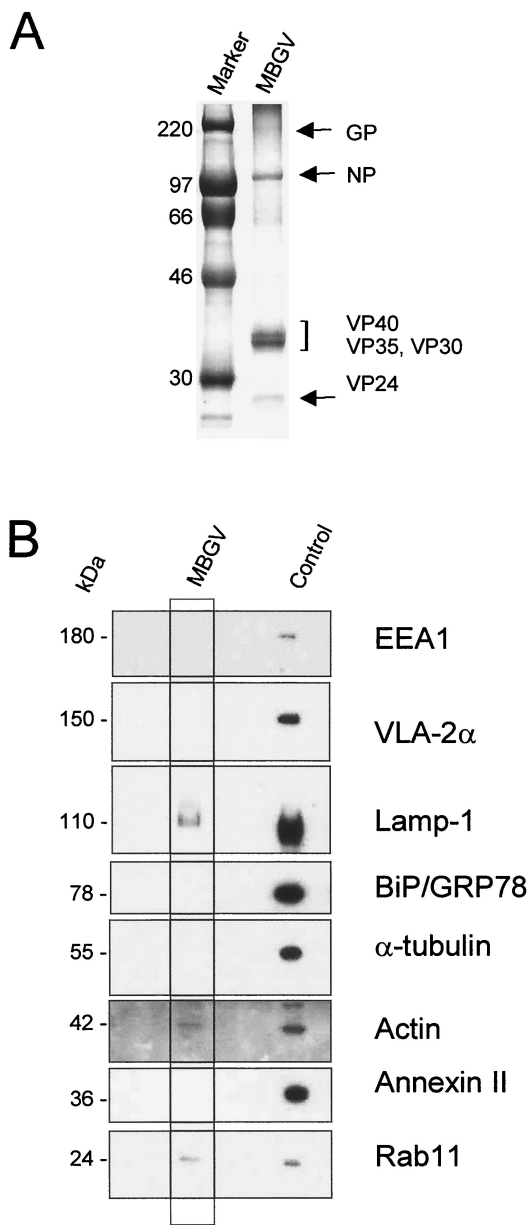 A
Marker MBGV
220 GP
97 NP
66
46
VP40
VP35, VP30
30 VP24
B
kDa MBGV Control
180 - EEA1
150 - VLA-2α
110 - Lamp-1
78 - BiP/GRP78
55 - α-tubulin
42 - Actin
36 - Annexin II
24 - Rab11